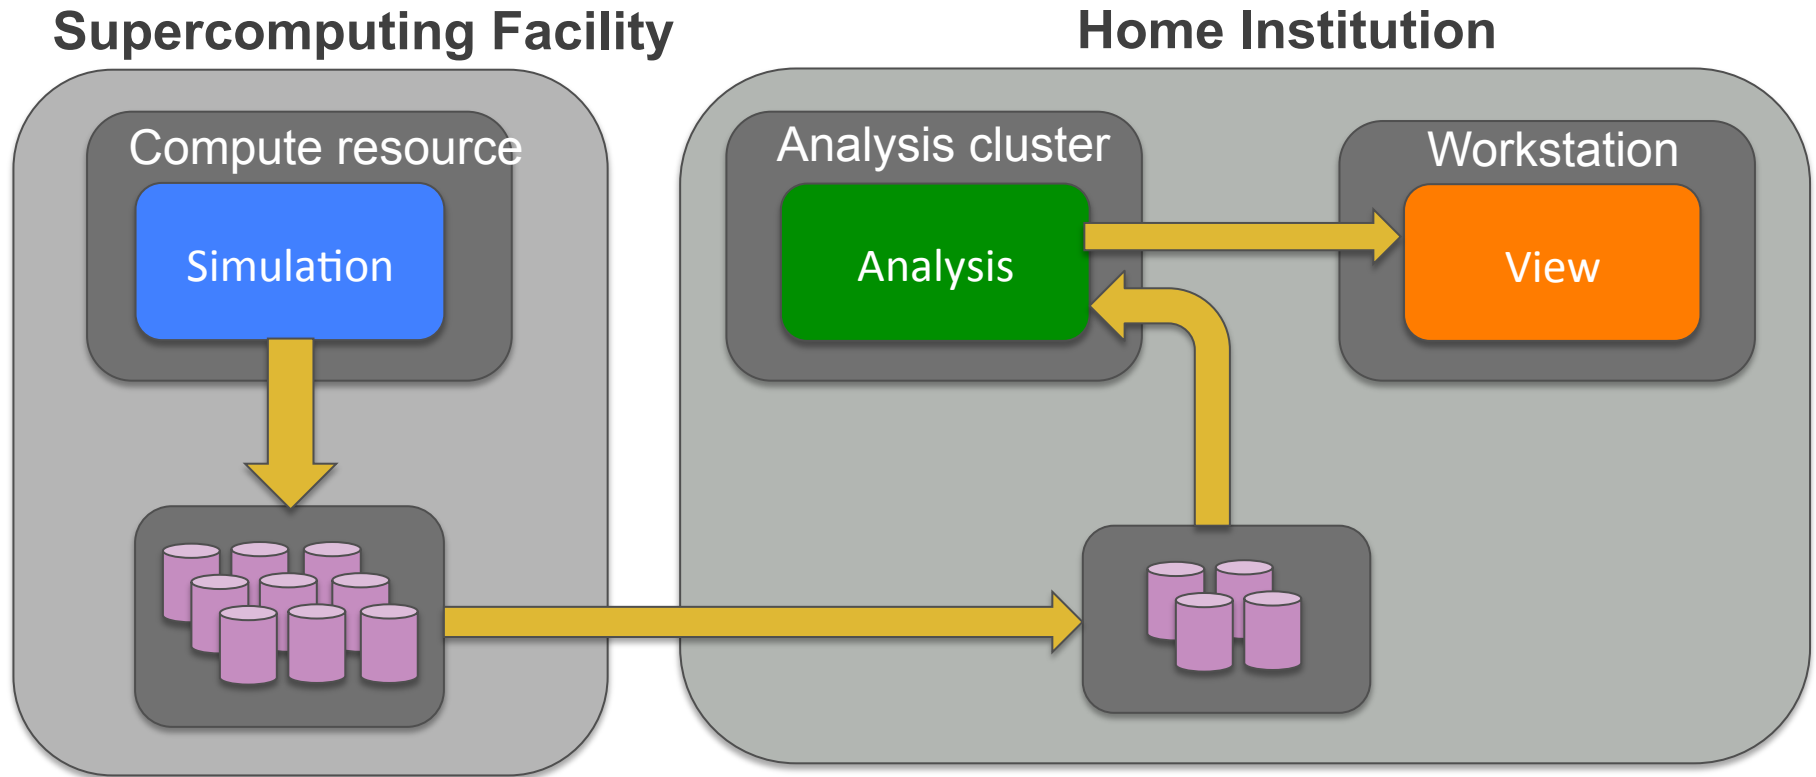 Supercomputing Facility
Home Institution
Compute resource
Simulation
Analysis cluster
Analysis
Workstation
View